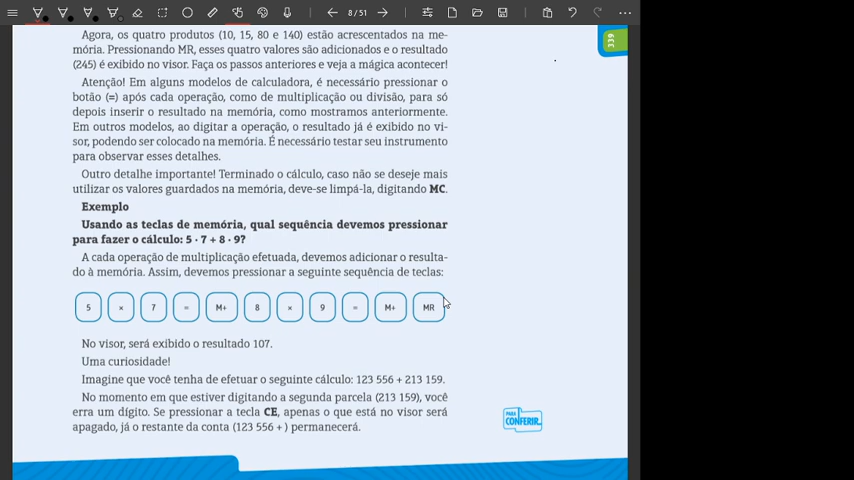 8 / 51
339
Agora, os quatro produtos (10, 15, 80 e 140) estão acrescentados na me-
mória. Pressionando MR, esses quatro valores são adicionados e o resultado
(245) é exibido no visor. Faça os passos anteriores e veja a mágica acontecer!
Atenção! Em alguns modelos de calculadora, é necessário pressionar o
botão (=) após cada operação, como de multiplicação ou divisão, para só
depois inserir o resultado na memória, como mostramos anteriormente.
Em outros modelos, ao digitar a operação, o resultado já é exibido no vi-
sor, podendo ser colocado na memória. É necessário testar seu instrumento
para observar esses detalhes.
Outro detalhe importante! Terminado o cálculo, caso não se deseje mais
utilizar os valores guardados na memória, deve-se limpá-la, digitando MC.
Exemplo
Usando as teclas de memória, qual sequência devemos pressionar
para fazer o cálculo: 5 · 7 + 8 · 9?
A cada operação de multiplicação efetuada, devemos adicionar o resulta-
do à memória. Assim, devemos pressionar a seguinte sequência de teclas:
5 × 7 = M+ 8 × 9 = M+ MR
No visor, será exibido o resultado 107.
Uma curiosidade!
Imagine que você tenha de efetuar o seguinte cálculo: 123 556 + 213 159.
No momento em que estiver digitando a segunda parcela (213 159), você
erra um dígito. Se pressionar a tecla CE, apenas o que está no visor será
apagado, já o restante da conta (123 556 + ) permanecerá.
PARA
CONFERIR